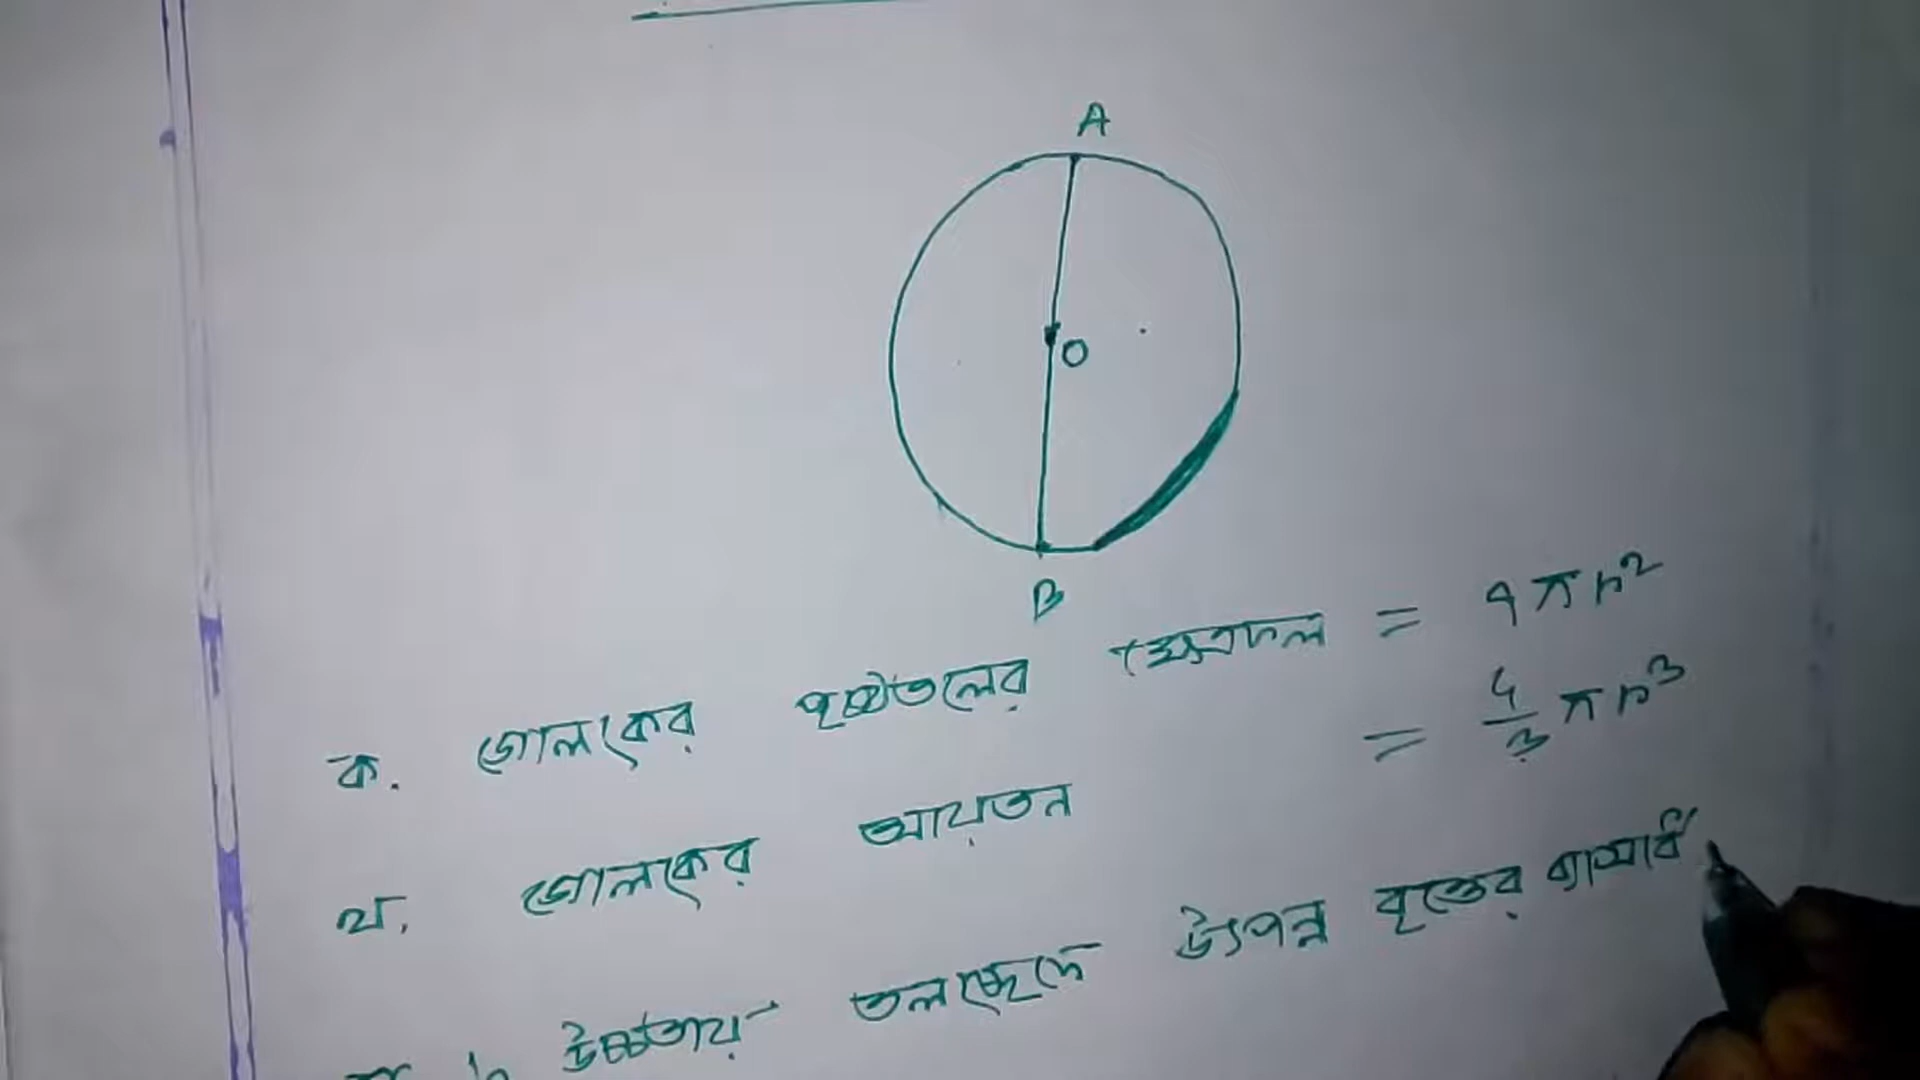 A
O
B
ক. গোলকের পৃষ্ঠতলের ক্ষেত্রফল = 4πr²
খ. গোলকের আয়তন = 4/3 πr³
h উচ্চতায় তলচ্ছেদে উৎপন্ন বৃত্তের ব্যাসার্ধ